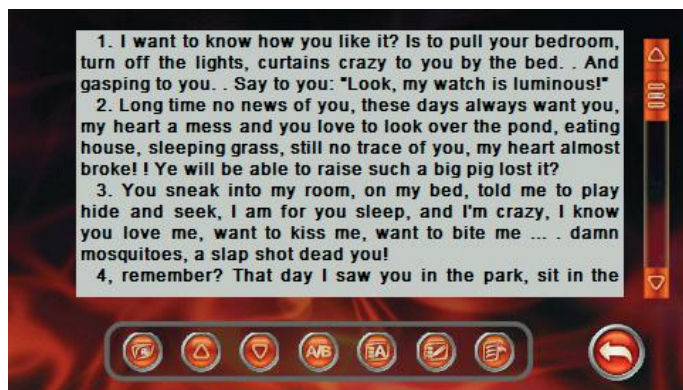 1. I want to know how you like it? Is to pull your bedroom,
turn off the lights, curtains crazy to you by the bed. . And
gasping to you. . Say to you: "Look, my watch is luminous!"
2. Long time no news of you, these days always want you,
my heart a mess and you love to look over the pond, eating
house, sleeping grass, still no trace of you, my heart almost
broke! ! Ye will be able to raise such a big pig lost it?
3. You sneak into my room, on my bed, told me to play
hide and seek, I am for you sleep, and I'm crazy, I know
you love me, want to kiss me, want to bite me ... . damn
mosquitoes, a slap shot dead you!
4, remember? That day I saw you in the park, sit in the
A/B
A